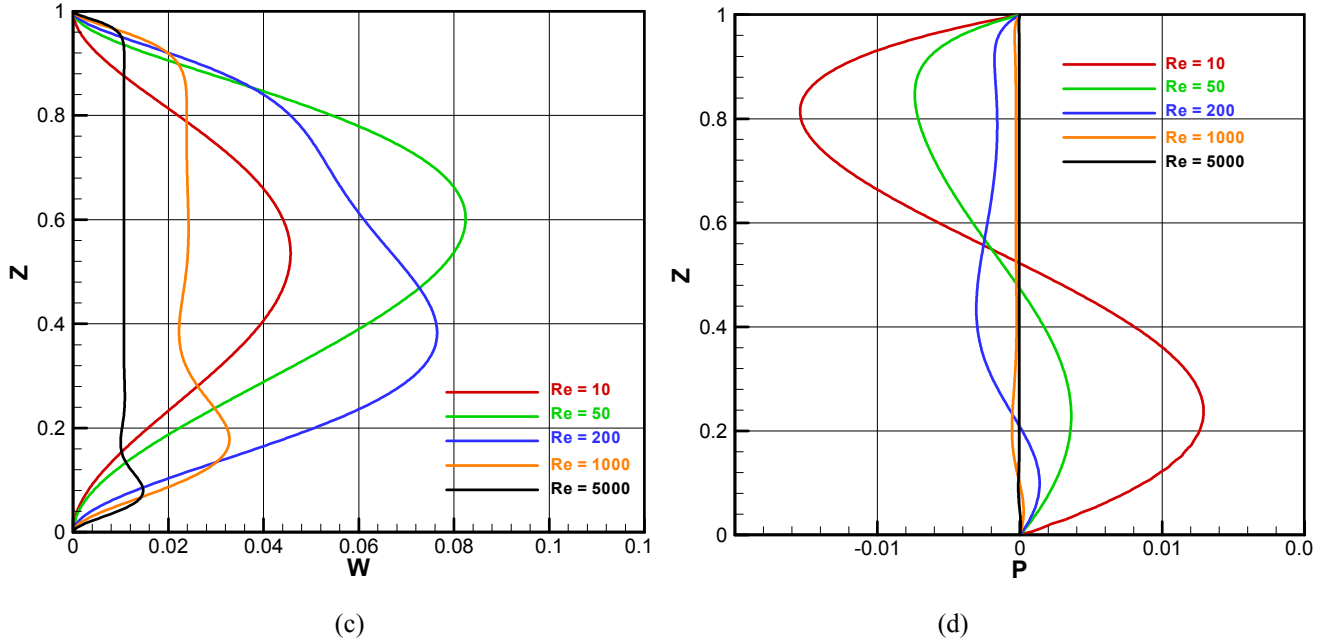 1
0.8
0.6
0.4
0.2
0
Z
0 0.02 0.04 0.06 0.08 0.1 0.1
W
Re = 10
Re = 50
Re = 200
Re = 1000
Re = 5000
(c)
1
0.8
0.6
0.4
0.2
0
Z
-0.01 0 0.01 0.0
P
Re = 10
Re = 50
Re = 200
Re = 1000
Re = 5000
(d)